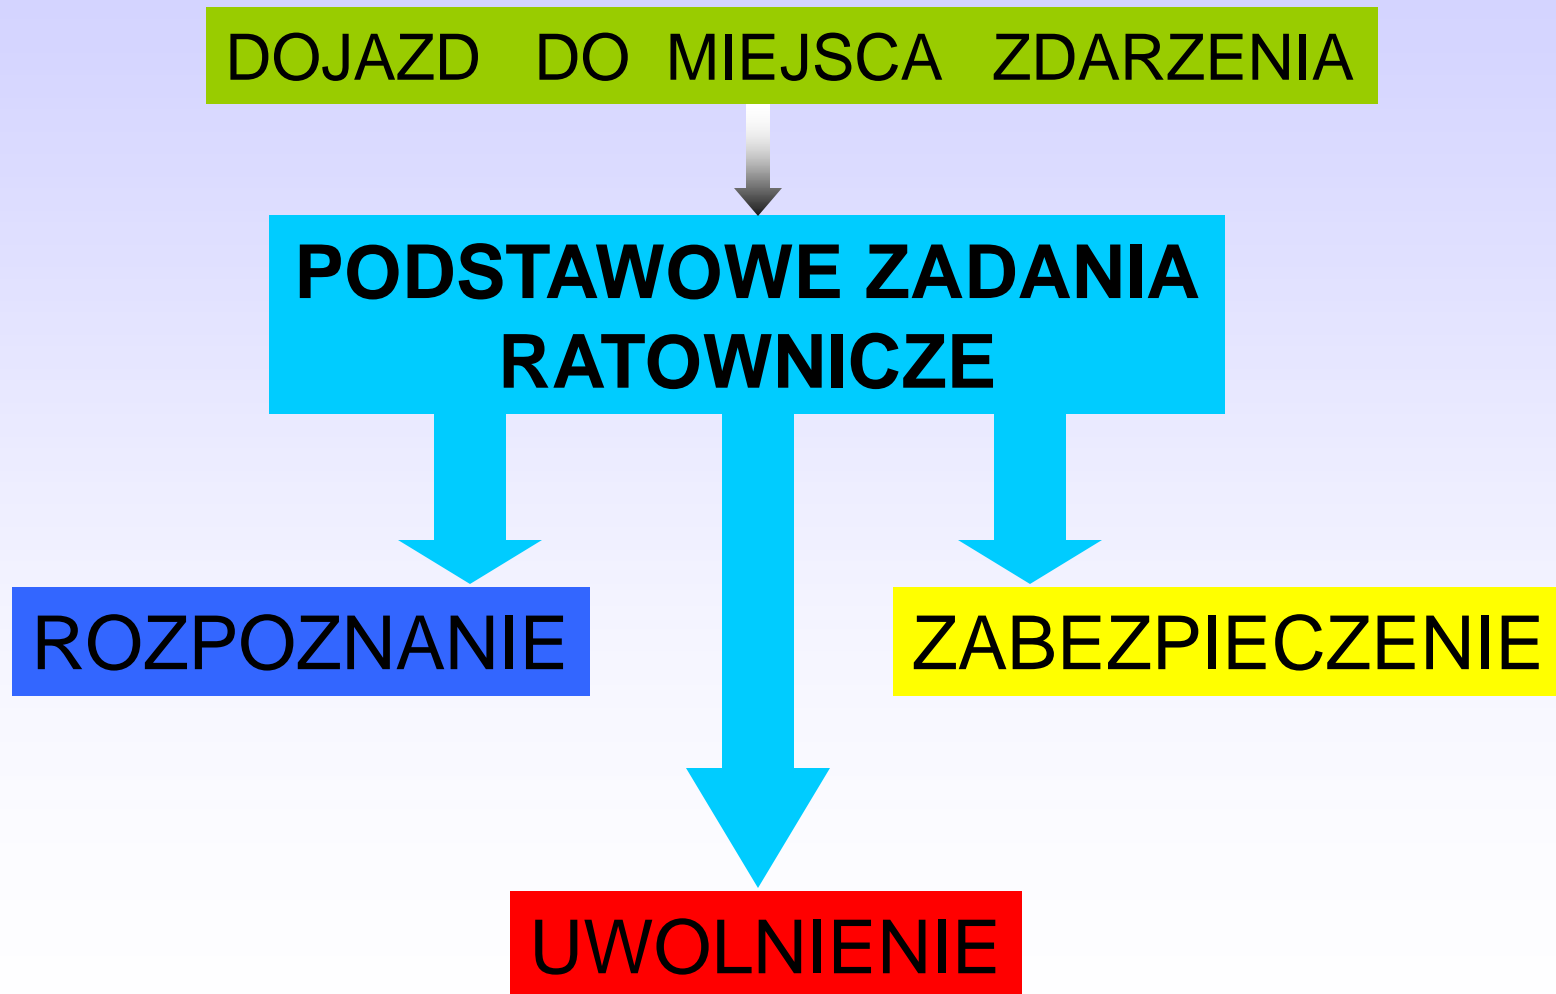 DOJAZD DO MIEJSCA ZDARZENIA
PODSTAWOWE ZADANIA
RATOWNICZE
ROZPOZNANIE
ZABEZPIECZENIE
UWOLNIENIE